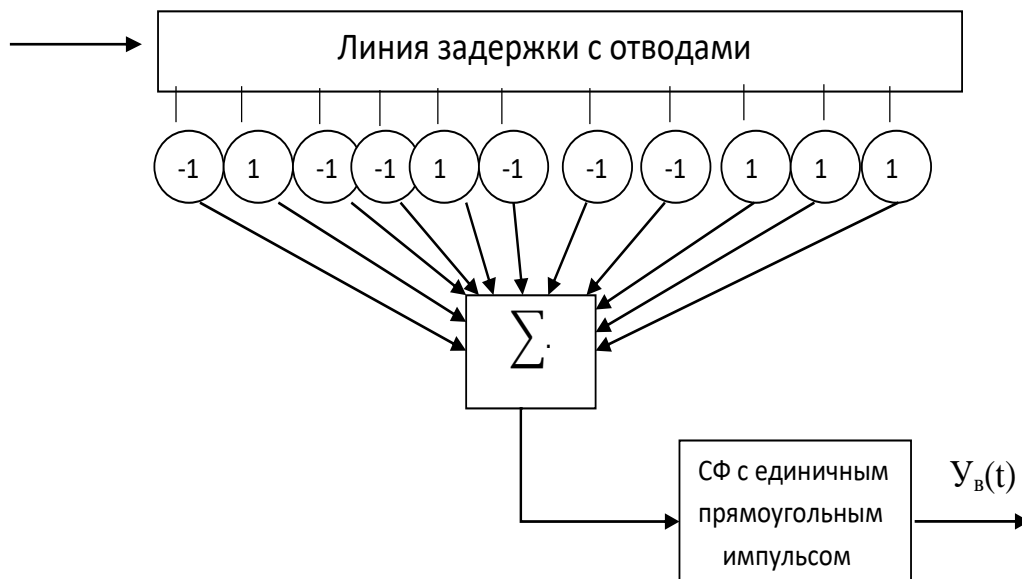 Линия задержки с отводами
-1 1 -1 -1 1 -1 -1 -1 1 1 1
∑.
СФ с единичным
прямоугольным
импульсом
Ув(t)